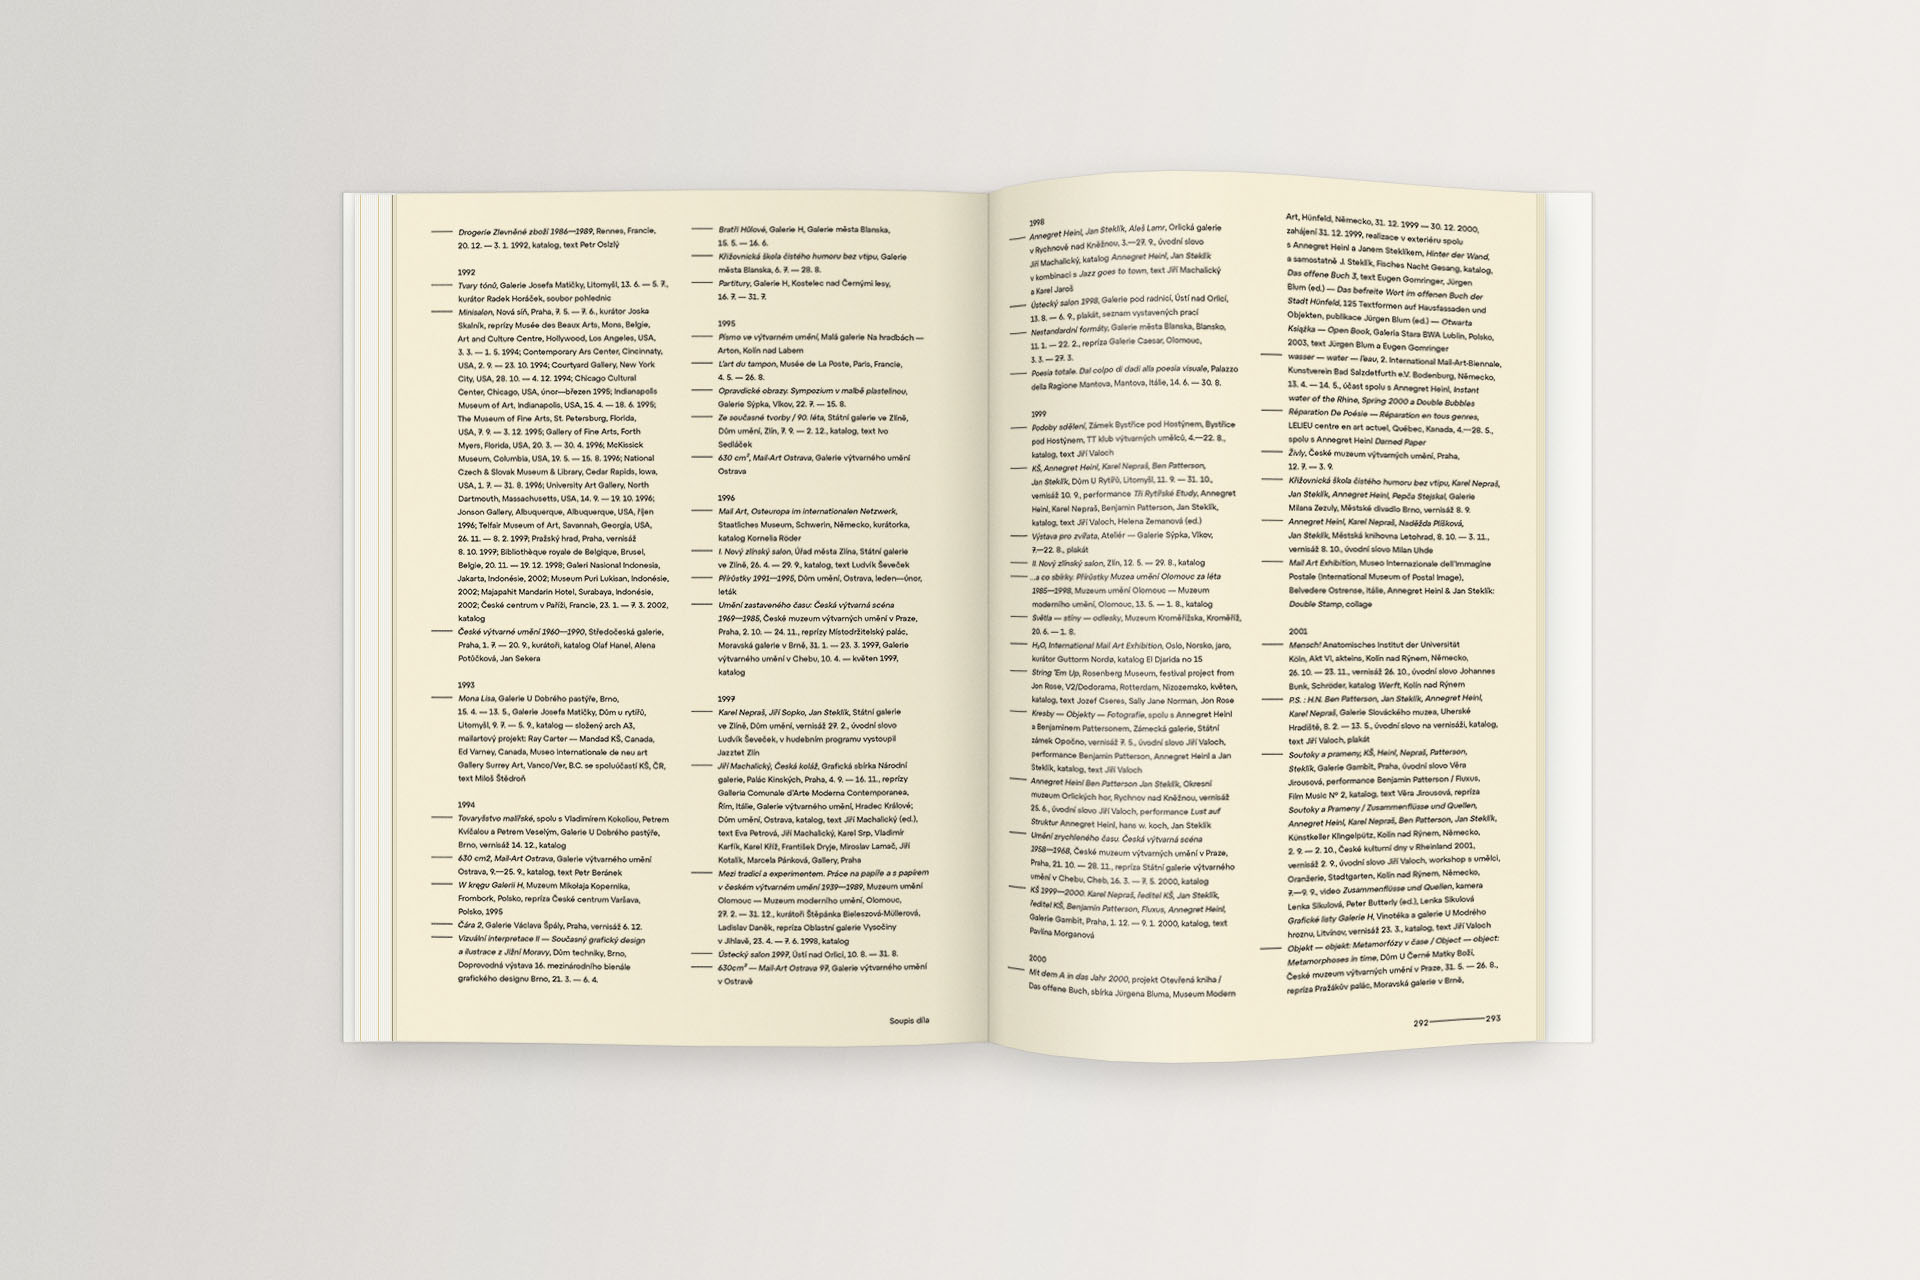 Drogerie Zlevněné zboží 1986—1989, Rennes, Francie,
20. 12. — 3. 1. 1992, katalog, text Petr Oslzlý
1992
Tvary tónů, Galerie Josefa Matičky, Litomyšl, 13. 6. — 5. 7.,
kurátor Radek Horáček, soubor pohlednic
Minisalon, Nová síň, Praha, 7. 5. — 7. 6., kurátor Joska
Skalník, reprízy Musée des Beaux Arts, Mons, Belgie,
Art and Culture Centre, Hollywood, Los Angeles, USA,
3. 3. — 1. 5. 1994; Contemporary Ars Center, Cincinnaty,
USA, 2. 9. — 23. 10. 1994; Courtyard Gallery, New York
City, USA, 28. 10. — 4. 12. 1994; Chicago Cultural
Center, Chicago, USA, únor—březen 1995; Indianapolis
Museum of Art, Indianapolis, USA, 15. 4. — 18. 6. 1995;
The Museum of Fine Arts, St. Petersburg, Florida,
USA, 7. 9. — 3. 12. 1995; Gallery of Fine Arts, Forth
Myers, Florida, USA, 20. 3. — 30. 4. 1996; McKissick
Museum, Columbia, USA, 19. 5. — 15. 8. 1996; National
Czech & Slovak Museum & Library, Cedar Rapids, Iowa,
USA, 1. 7. — 31. 8. 1996; University Art Gallery, North
Dartmouth, Massachusetts, USA, 14. 9. — 19. 10. 1996;
Jonson Gallery, Albuquerque, Albuquerque, USA, říjen
1996; Telfair Museum of Art, Savannah, Georgia, USA,
26. 11. — 8. 2. 1997; Pražský hrad, Praha, vernisáž
8. 10. 1997; Bibliothèque royale de Belgique, Brusel,
Belgie, 20. 11. — 19. 12. 1998; Galeri Nasional Indonesia,
Jakarta, Indonésie, 2002; Museum Puri Lukisan, Indonésie,
2002; Majapahit Mandarin Hotel, Surabaya, Indonésie,
2002; České centrum v Paříži, Francie, 23. 1. — 7. 3. 2002,
katalog
České výtvarné umění 1960—1990, Středočeská galerie,
Praha, 1. 7. — 20. 9., kurátoři, katalog Olaf Hanel, Alena
Potůčková, Jan Sekera
1993
Mona Lisa, Galerie U Dobrého pastýře, Brno,
15. 4. — 13. 5., Galerie Josefa Matičky, Dům u rytířů,
Litomyšl, 9. 7. — 5. 9., katalog — složený arch A3,
mailartový projekt: Ray Carter — Mandad KŠ, Canada,
Ed Varney, Canada, Museo internationale de neu art
Gallery Surrey Art, Vanco/Ver, B.C. se spoluúčastí KŠ, ČR,
text Miloš Štědroň
1994
Tovaryšstvo malířské, spolu s Vladimírem Kokoliou, Petrem
Kvíčalou a Petrem Veselým, Galerie U Dobrého pastýře,
Brno, vernisáž 14. 12., katalog
630 cm2, Mail-Art Ostrava, Galerie výtvarného umění
Ostrava, 9.—25. 9., katalog, text Petr Beránek
W kręgu Galerii H, Muzeum Mikołaja Kopernika,
Frombork, Polsko, repríza České centrum Varšava,
Polsko, 1995
Čára 2, Galerie Václava Špály, Praha, vernisáž 6. 12.
Vizuální interpretace II — Současný grafický design
a ilustrace z Jižní Moravy, Dům techniky, Brno,
Doprovodná výstava 16. mezinárodního bienále
grafického designu Brno, 21. 3. — 6. 4.
Bratři Hůlové, Galerie H, Galerie města Blanska,
15. 5. — 16. 6.
Křižovnická škola čistého humoru bez vtipu, Galerie
města Blanska, 6. 7. — 28. 8.
Partitury, Galerie H, Kostelec nad Černými lesy,
16. 7. — 31. 7.
1995
Písmo ve výtvarném umění, Malá galerie Na hradbách —
Arton, Kolín nad Labem
L'art du tampon, Musée de La Poste, Paris, Francie,
4. 5. — 26. 8.
Opravdické obrazy. Sympozium v malbě plastelínou,
Galerie Sýpka, Vlkov, 22. 7. — 15. 8.
Ze současné tvorby / 90. léta, Státní galerie ve Zlíně,
Dům umění, Zlín, 7. 9. — 2. 12., katalog, text Ivo
Sedláček
630 cm², Mail-Art Ostrava, Galerie výtvarného umění
Ostrava
1996
Mail Art, Osteuropa im internationalen Netzwerk,
Staatliches Museum, Schwerin, Německo, kurátorka,
katalog Kornelia Röder
I. Nový zlínský salon, Úřad města Zlína, Státní galerie
ve Zlíně, 26. 4. — 29. 9., katalog, text Ludvík Ševeček
Přírůstky 1991—1995, Dům umění, Ostrava, leden—únor,
leták
Umění zastaveného času: Česká výtvarná scéna
1969—1985, České muzeum výtvarných umění v Praze,
Praha, 2. 10. — 24. 11., reprízy Místodržitelský palác,
Moravská galerie v Brně, 31. 1. — 23. 3. 1997, Galerie
výtvarného umění v Chebu, 10. 4. — květen 1997,
katalog
1997
Karel Nepraš, Jiří Sopko, Jan Steklík, Státní galerie
ve Zlíně, Dům umění, vernisáž 27. 2., úvodní slovo
Ludvík Ševeček, v hudebním programu vystoupil
Jazztet Zlín
Jiří Machalický, Česká koláž, Grafická sbírka Národní
galerie, Palác Kinských, Praha, 4. 9. — 16. 11., reprízy
Galleria Comunale d'Arte Moderna Contemporanea,
Řím, Itálie, Galerie výtvarného umění, Hradec Králové;
Dům umění, Ostrava, katalog, text Jiří Machalický (ed.),
text Eva Petrová, Jiří Machalický, Karel Srp, Vladimír
Karfík, Karel Kříž, František Dryje, Miroslav Lamač, Jiří
Kotalík, Marcela Pánková, Gallery, Praha
Mezi tradicí a experimentem. Práce na papíře a s papírem
v českém výtvarném umění 1939—1989, Muzeum umění
Olomouc — Muzeum moderního umění, Olomouc,
27. 2. — 31. 12., kurátoři Štěpánka Bieleszová-Müllerová,
Ladislav Daněk, repríza Oblastní galerie Vysočiny
v Jihlavě, 23. 4. — 7. 6. 1998, katalog
Ústecký salon 1997, Ústí nad Orlicí, 10. 8. — 31. 8.
630cm² — Mail-Art Ostrava 97, Galerie výtvarného umění
v Ostravě
Soupis díla
1998
Annegret Heinl, Jan Steklík, Aleš Lamr, Orlická galerie
v Rychnově nad Kněžnou, 3.—27. 9., úvodní slovo
Jiří Machalický, katalog Annegret Heinl, Jan Steklík
v kombinaci s Jazz goes to town, text Jiří Machalický
a Karel Jaroš
Ústecký salon 1998, Galerie pod radnicí, Ústí nad Orlicí,
13. 8. — 6. 9., plakát, seznam vystavených prací
Nestandardní formáty, Galerie města Blanska, Blansko,
11. 1. — 22. 2., repríza Galerie Caesar, Olomouc,
3. 3. — 27. 3.
Poesia totale. Dal colpo di dadi alla poesia visuale, Palazzo
della Ragione Mantova, Mantova, Itálie, 14. 6. — 30. 8.
1999
Podoby sdělení, Zámek Bystřice pod Hostýnem, Bystřice
pod Hostýnem, TT klub výtvarných umělců, 4.—22. 8.,
katalog, text Jiří Valoch
KŠ, Annegret Heinl, Karel Nepraš, Ben Patterson,
Jan Steklík, Dům U Rytířů, Litomyšl, 11. 9. — 31. 10.,
vernisáž 10. 9., performance Tři Rytířské Etudy, Annegret
Heinl, Karel Nepraš, Benjamin Patterson, Jan Steklík,
katalog, text Jiří Valoch, Helena Zemanová (ed.)
Výstava pro zvířata, Ateliér — Galerie Sýpka, Vlkov,
7.—22. 8., plakát
II. Nový zlínský salon, Zlín, 12. 5. — 29. 8., katalog
...a co sbírky. Přírůstky Muzea umění Olomouc za léta
1985—1998, Muzeum umění Olomouc — Muzeum
moderního umění, Olomouc, 13. 5. — 1. 8., katalog
Světla — stíny — odlesky, Muzeum Kroměřížska, Kroměříž,
20. 6. — 1. 8.
H₂O, International Mail Art Exhibition, Oslo, Norsko, jaro,
kurátor Guttorm Nordø, katalog El Djarida no 15
String 'Em Up, Rosenberg Museum, festival project from
Jon Rose, V2/Dodorama, Rotterdam, Nizozemsko, květen,
katalog, text Jozef Cseres, Sally Jane Norman, Jon Rose
Kresby — Objekty — Fotografie, spolu s Annegret Heinl
a Benjaminem Pattersonem, Zámecká galerie, Státní
zámek Opočno, vernisáž 7. 5., úvodní slovo Jiří Valoch,
performance Benjamin Patterson, Annegret Heinl a Jan
Steklík, katalog, text Jiří Valoch
Annegret Heinl Ben Patterson Jan Steklík, Okresní
muzeum Orlických hor, Rychnov nad Kněžnou, vernisáž
25. 6., úvodní slovo Jiří Valoch, performance Lust auf
Struktur Annegret Heinl, hans w. koch, Jan Steklík
Umění zrychleného času. Česká výtvarná scéna
1958—1968, České muzeum výtvarných umění v Praze,
Praha, 21. 10. — 28. 11., repríza Státní galerie výtvarného
umění v Chebu, Cheb, 16. 3. — 7. 5. 2000, katalog
KŠ 1999—2000. Karel Nepraš, ředitel KŠ, Jan Steklík,
ředitel KŠ, Benjamin Patterson, Fluxus, Annegret Heinl,
Galerie Gambit, Praha, 1. 12. — 9. 1. 2000, katalog, text
Pavlína Morganová
2000
Mit dem A in das Jahr 2000, projekt Otevřená kniha /
Das offene Buch, sbírka Jürgena Bluma, Museum Modern
Art, Hünfeld, Německo, 31. 12. 1999 — 30. 12. 2000,
zahájení 31. 12. 1999, realizace v exteriéru spolu
s Annegret Heinl a Janem Steklíkem, Hinter der Wand,
a samostatně J. Steklík, Fisches Nacht Gesang, katalog,
Das offene Buch 3, text Eugen Gomringer, Jürgen
Blum (ed.) — Das befreite Wort im offenen Buch der
Stadt Hünfeld, 125 Textformen auf Hausfassaden und
Objekten, publikace Jürgen Blum (ed.) — Otwarta
Książka — Open Book, Galeria Stara BWA Lublin, Polsko,
2003, text Jürgen Blum a Eugen Gomringer
wasser — water — l'eau, 2. International Mail-Art-Biennale,
Kunstverein Bad Salzdetfurth e.V. Bodenburg, Německo,
13. 4. — 14. 5., účast spolu s Annegret Heinl, Instant
water of the Rhine, Spring 2000 a Double Bubbles
Réparation De Poésie — Réparation en tous genres,
LELIEU centre en art actuel, Québec, Kanada, 4.—28. 5.,
spolu s Annegret Heinl Darned Paper
Živly, České muzeum výtvarných umění, Praha,
12. 7. — 3. 9.
Křižovnická škola čistého humoru bez vtipu, Karel Nepraš,
Jan Steklík, Annegret Heinl, Pepča Stejskal, Galerie
Milana Zezuly, Městské divadlo Brno, vernisáž 8. 9.
Annegret Heinl, Karel Nepraš, Naděžda Plíšková,
Jan Steklík, Městská knihovna Letohrad, 8. 10. — 3. 11.,
vernisáž 8. 10., úvodní slovo Milan Uhde
Mail Art Exhibition, Museo Internazionale dell'Immagine
Postale (International Museum of Postal Image),
Belvedere Ostrense, Itálie, Annegret Heinl & Jan Steklík:
Double Stamp, collage
2001
Mensch! Anatomisches Institut der Universität
Köln, Akt VI, akteins, Kolín nad Rýnem, Německo,
26. 10. — 23. 11., vernisáž 26. 10., úvodní slovo Johannes
Bunk, Schröder, katalog Werft, Kolín nad Rýnem
P.S. : H.N. Ben Patterson, Jan Steklík, Annegret Heinl,
Karel Nepraš, Galerie Slováckého muzea, Uherské
Hradiště, 8. 2. — 13. 5., úvodní slovo na vernisáži, katalog,
text Jiří Valoch, plakát
Soutoky a prameny, KŠ, Heinl, Nepraš, Patterson,
Steklík, Galerie Gambit, Praha, úvodní slovo Věra
Jirousová, performance Benjamin Patterson / Fluxus,
Film Music Nº 2, katalog, text Věra Jirousová, repríza
Soutoky a Prameny / Zusammenflüsse und Quellen,
Annegret Heinl, Karel Nepraš, Ben Patterson, Jan Steklík,
Künstkeller Klingelpütz, Kolín nad Rýnem, Německo,
2. 9. — 2. 10., České kulturní dny v Rheinland 2001,
vernisáž 2. 9., úvodní slovo Jiří Valoch, workshop s umělci,
Oranžerie, Stadtgarten, Kolín nad Rýnem, Německo,
7.—9. 9., video Zusammenflüsse und Quellen, kamera
Lenka Sikulová, Peter Butterly (ed.), Lenka Sikulová
Grafické listy Galerie H, Vinotéka a galerie U Modrého
hroznu, Litvínov, vernisáž 23. 3., katalog, text Jiří Valoch
Objekt — objekt: Metamorfózy v čase / Object — object:
Metamorphoses in time, Dům U Černé Matky Boží,
České muzeum výtvarných umění v Praze, 31. 5. — 26. 8.,
repríza Pražákův palác, Moravská galerie v Brně,
292 — 293